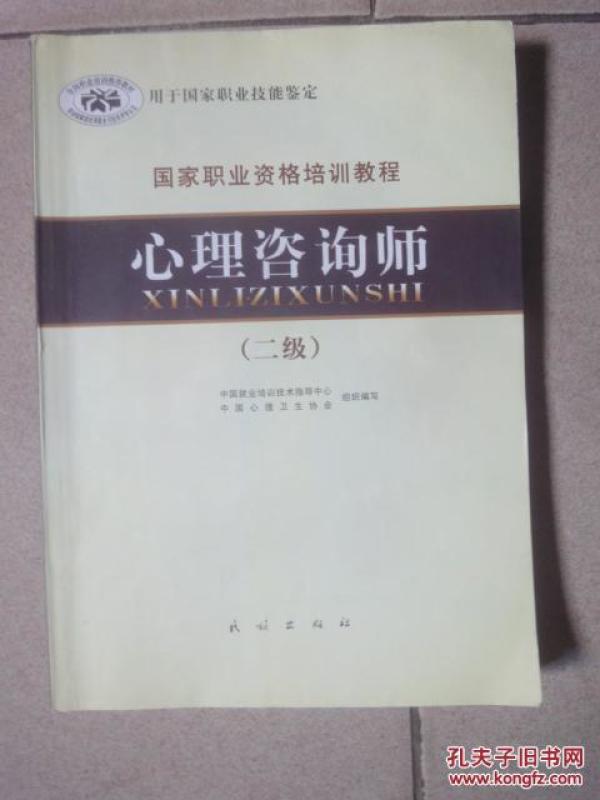 用于国家职业技能鉴定
国家职业资格培训教程
心理咨询师
XINLIZIXUNSHI
(二级)
中国就业培训技术指导中心
中国心理卫生协会
组织编写
民族出版社
孔夫子旧书网
www.kongfz.com